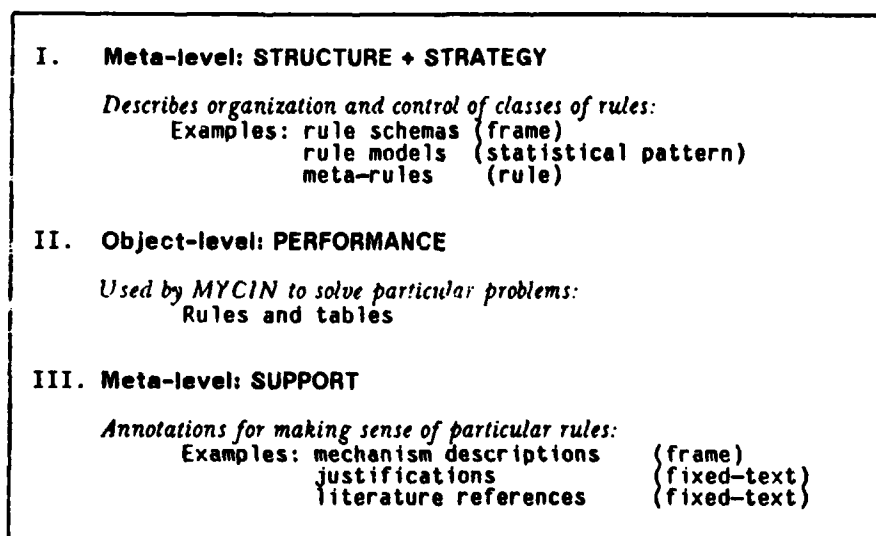 I. Meta-level: STRUCTURE + STRATEGY
Describes organization and control of classes of rules:
Examples: rule schemas (frame)
rule models (statistical pattern)
meta-rules (rule)
II. Object-level: PERFORMANCE
Used by MYCIN to solve particular problems:
Rules and tables
III. Meta-level: SUPPORT
Annotations for making sense of particular rules:
Examples: mechanism descriptions (frame)
justifications (fixed-text)
literature references (fixed-text)